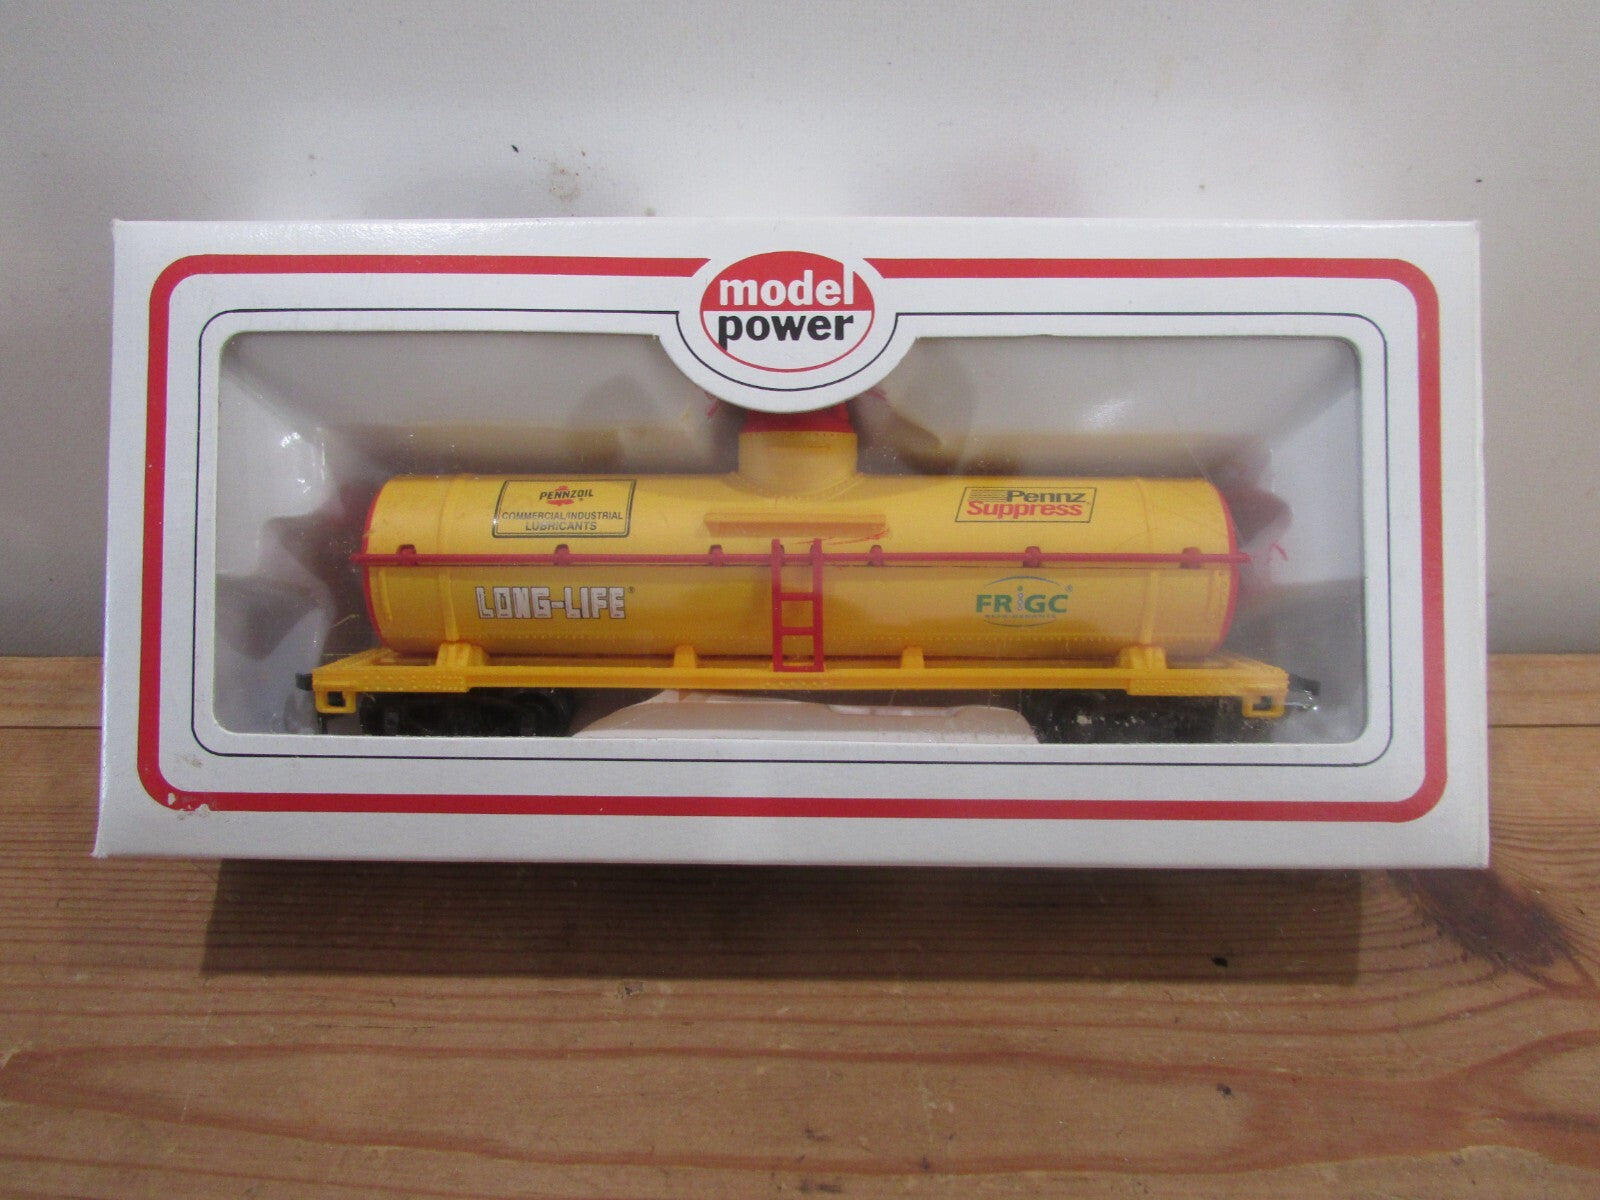 model
power
PENNZOIL
COMMERCIAL/INDUSTRIAL
LUBRICANTS
Pennz
Suppress
LONG-LIFE®
FRIGC®